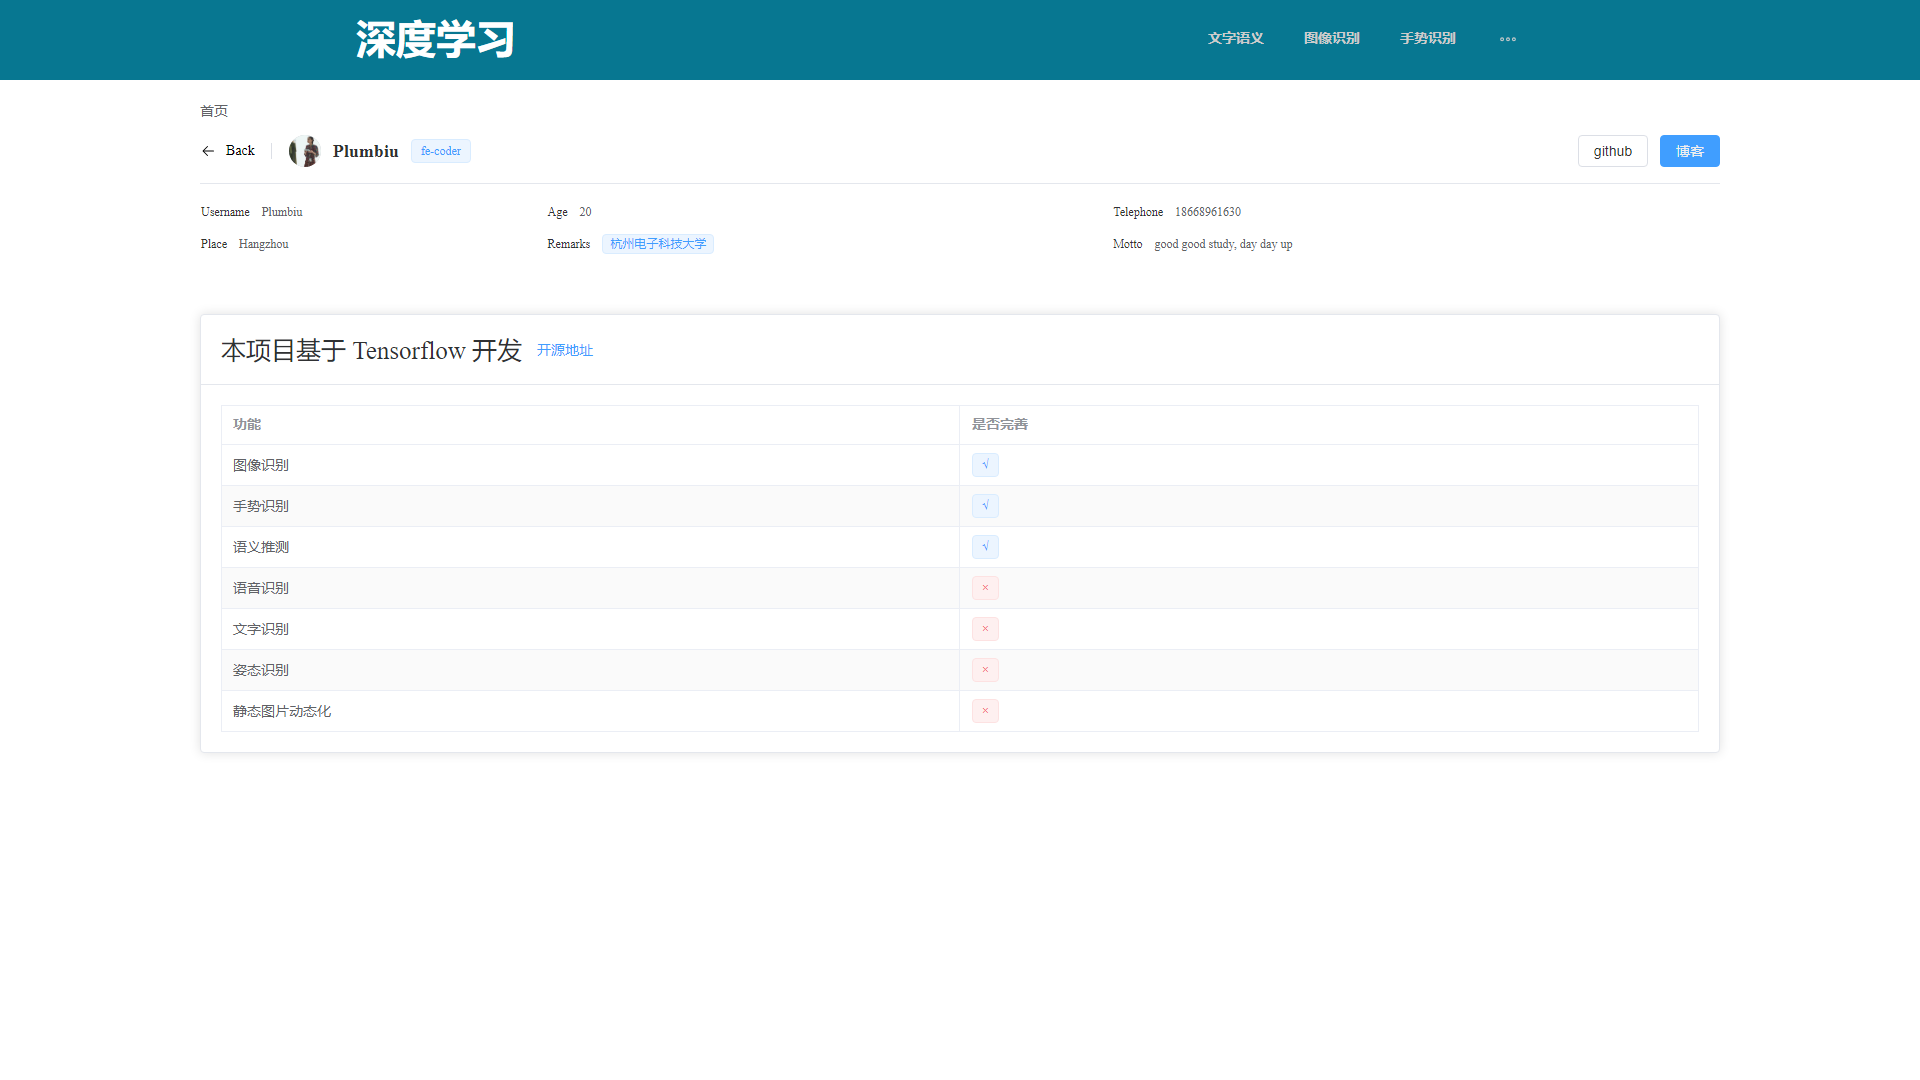 深度学习
文字语义 图像识别 手势识别
首页
Back Plumbiu fe-coder github 博客
Username Plumbiu Age 20 Telephone 18668961630
Place Hangzhou Remarks 杭州电子科技大学 Motto good good study, day day up
本项目基于 Tensorflow 开发 开源地址
功能 是否完善
图像识别 √
手势识别 √
语义推测 √
语音识别 ×
文字识别 ×
姿态识别 ×
静态图片动态化 ×